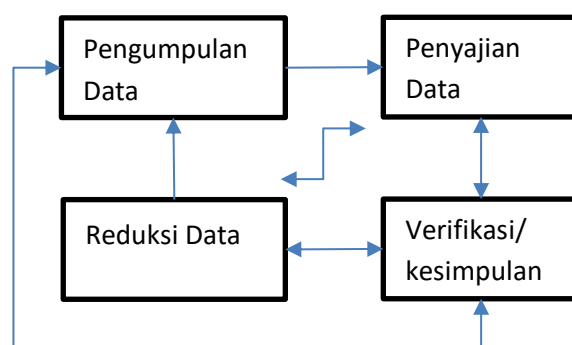 Pengumpulan
Data
Penyajian
Data
Reduksi Data
Verifikasi/
kesimpulan